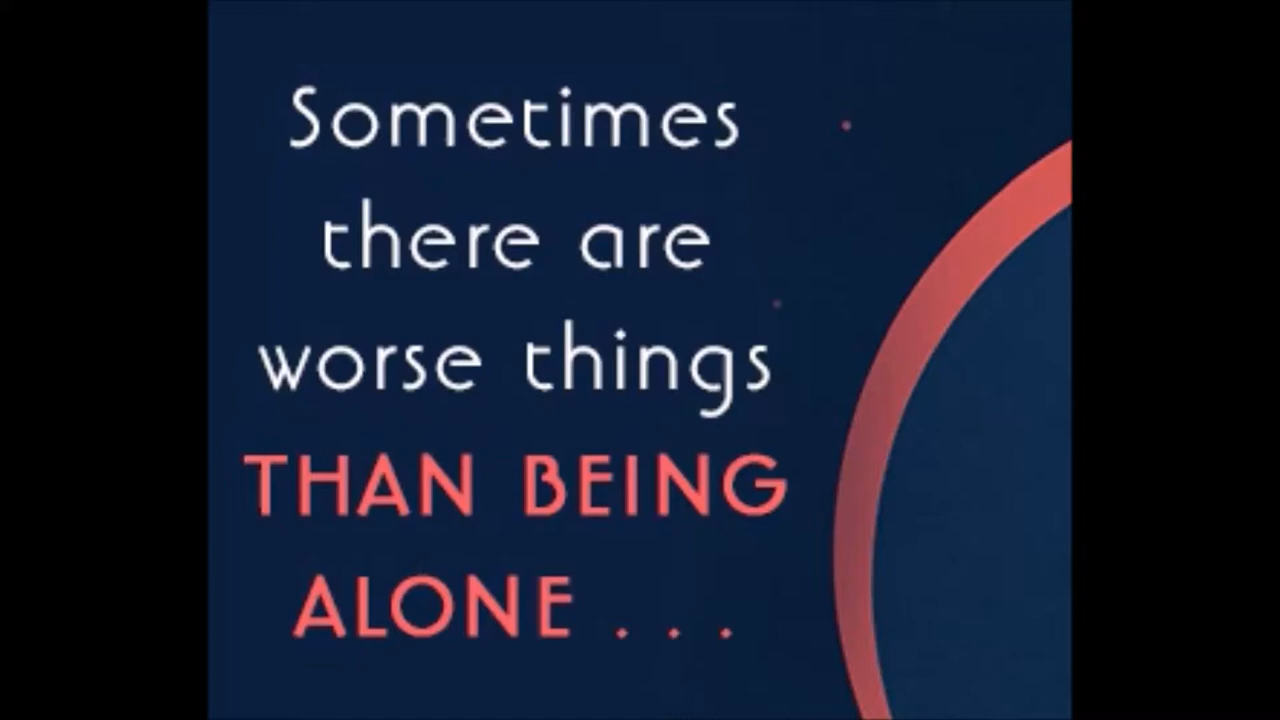 Sometimes
there are
worse things
THAN BEING
ALONE . . .